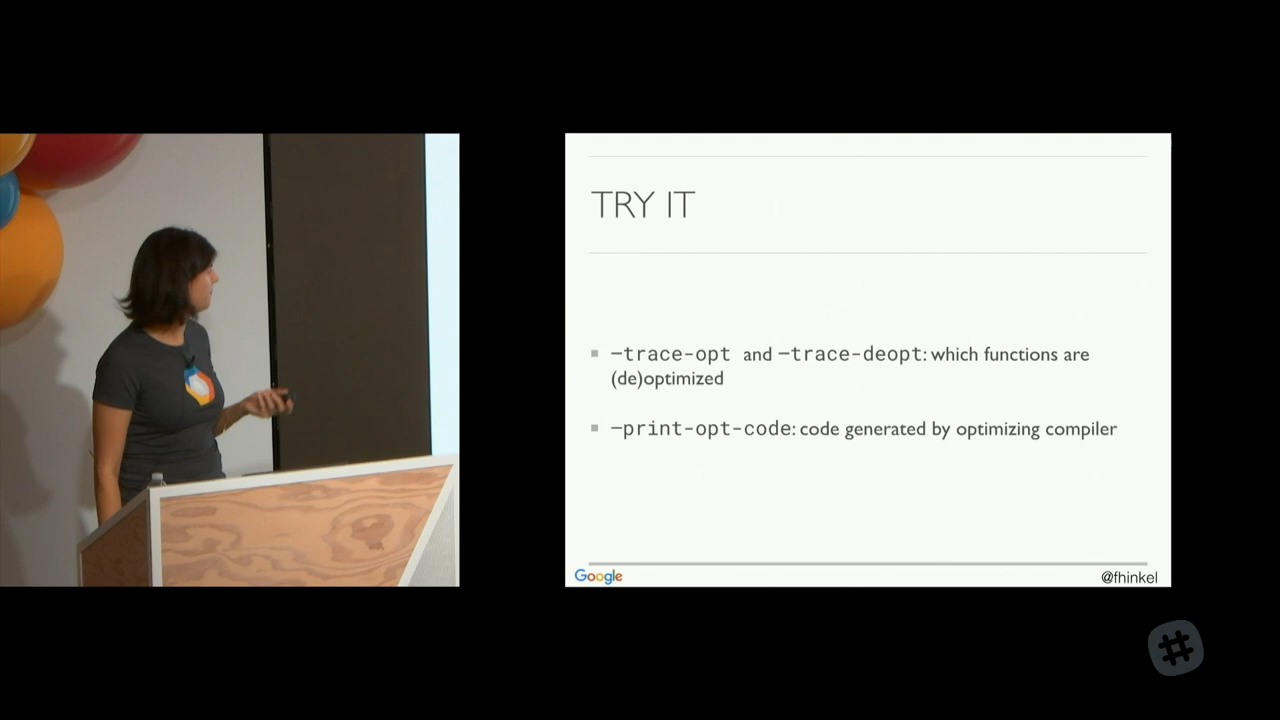 TRY IT
–trace-opt and –trace-deopt: which functions are
(de)optimized
–print-opt-code: code generated by optimizing compiler
Google
@fhinkel